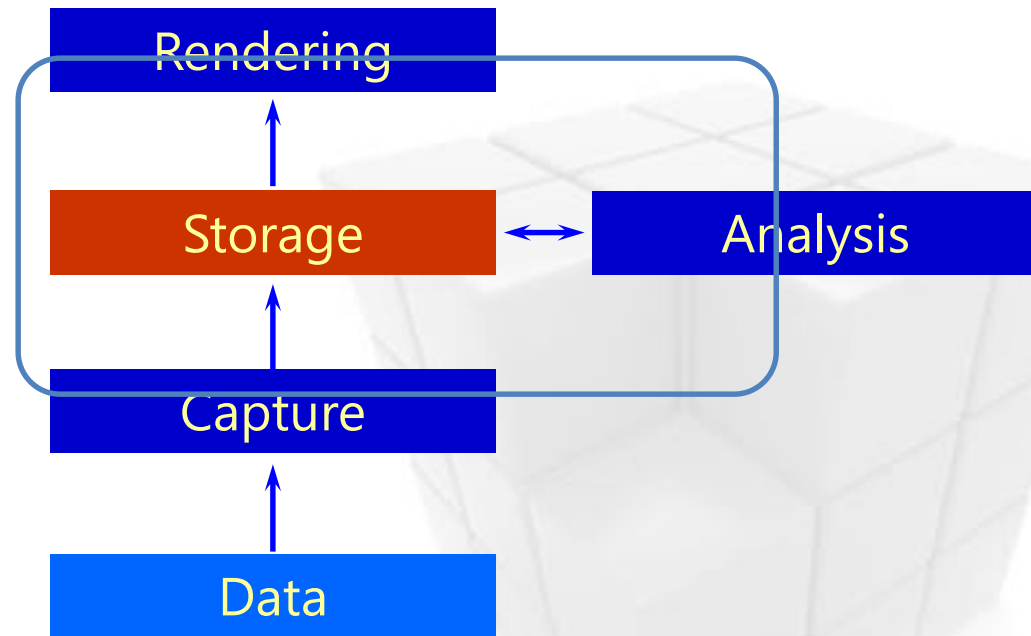 Rendering
Storage
Analysis
Capture
Data